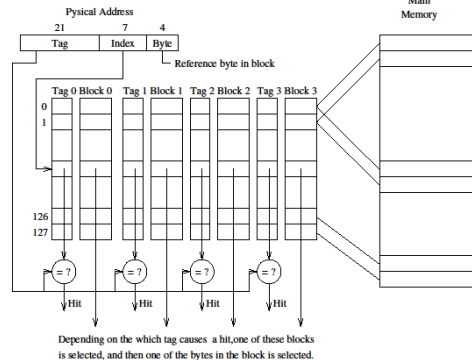 Pysical Address
Main
Memory
21 7 4
Tag Index Byte
Reference byte in block
Tag 0 Block 0 Tag 1 Block 1 Tag 2 Block 2 Tag 3 Block 3
0
1
126
127
= ? = ? = ? = ?
Hit Hit Hit Hit
Depending on the which tag causes a hit,one of these blocks
is selected, and then one of the bytes in the block is selected.